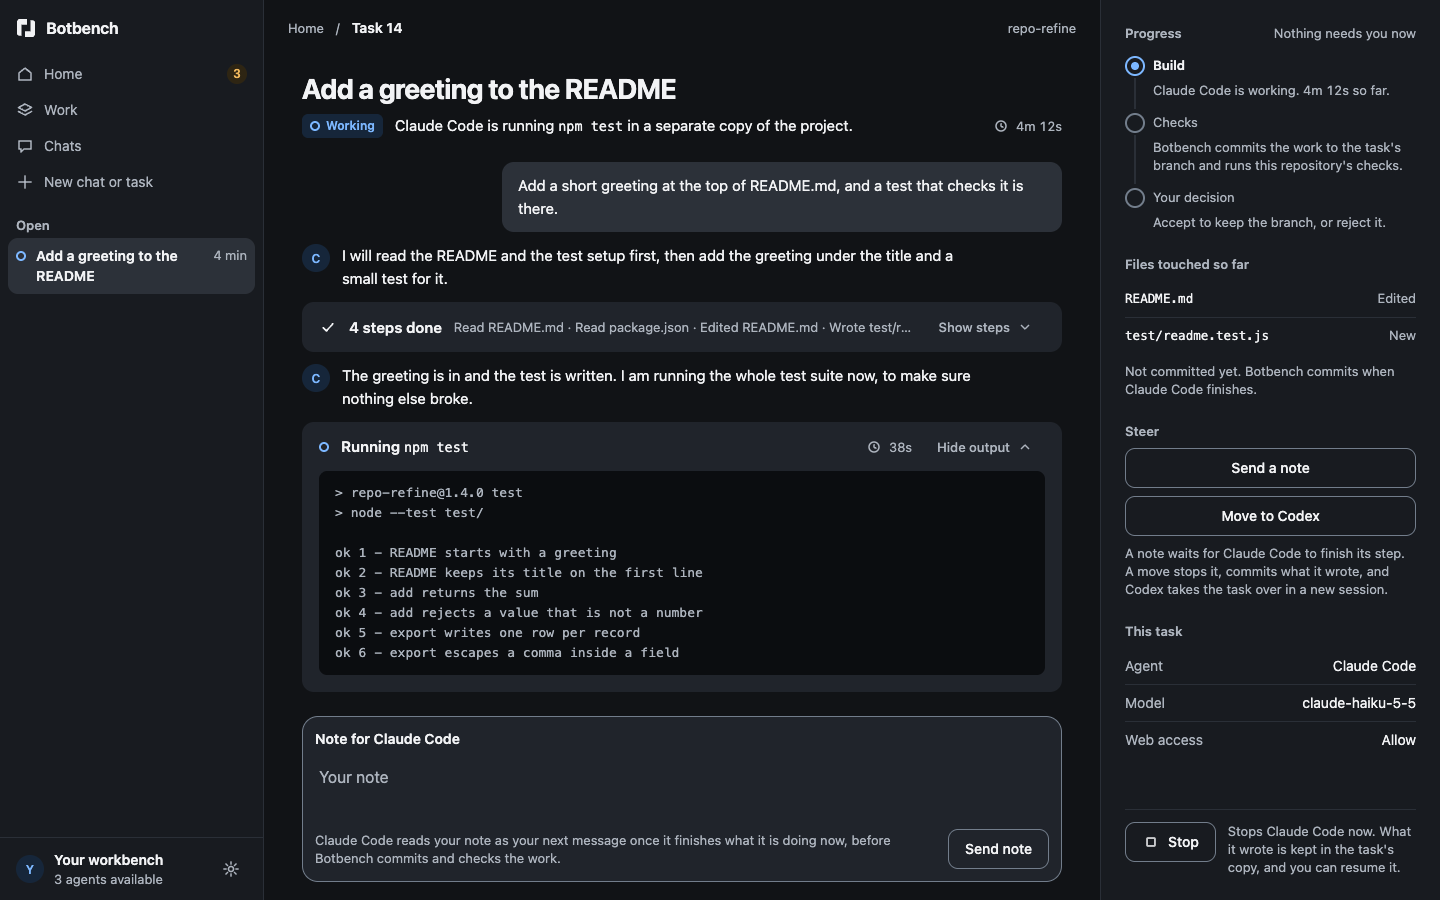 Botbench
Home 3
Work
Chats
New chat or task
Open
Add a greeting to the README 4 min
Y
Your workbench
3 agents available
Home / Task 14
repo-refine
Add a greeting to the README
Working
Claude Code is running npm test in a separate copy of the project.
4m 12s
Add a short greeting at the top of README.md, and a test that checks it is
there.
C
I will read the README and the test setup first, then add the greeting under the title and a
small test for it.
4 steps done Read README.md · Read package.json · Edited README.md · Wrote test/r... Show steps
C
The greeting is in and the test is written. I am running the whole test suite now, to make sure
nothing else broke.
Running npm test 38s Hide output
> repo-refine@1.4.0 test
> node --test test/
ok 1 - README starts with a greeting
ok 2 - README keeps its title on the first line
ok 3 - add returns the sum
ok 4 - add rejects a value that is not a number
ok 5 - export writes one row per record
ok 6 - export escapes a comma inside a field
Note for Claude Code
Your note
Claude Code reads your note as your next message once it finishes what it is doing now, before
Botbench commits and checks the work.
Send note
Progress Nothing needs you now
Build
Claude Code is working. 4m 12s so far.
Checks
Botbench commits the work to the task's
branch and runs this repository's checks.
Your decision
Accept to keep the branch, or reject it.
Files touched so far
README.md Edited
test/readme.test.js New
Not committed yet. Botbench commits when
Claude Code finishes.
Steer
Send a note
Move to Codex
A note waits for Claude Code to finish its step.
A move stops it, commits what it wrote, and
Codex takes the task over in a new session.
This task
Agent Claude Code
Model claude-haiku-5-5
Web access Allow
Stop
Stops Claude Code now. What
it wrote is kept in the task's
copy, and you can resume it.